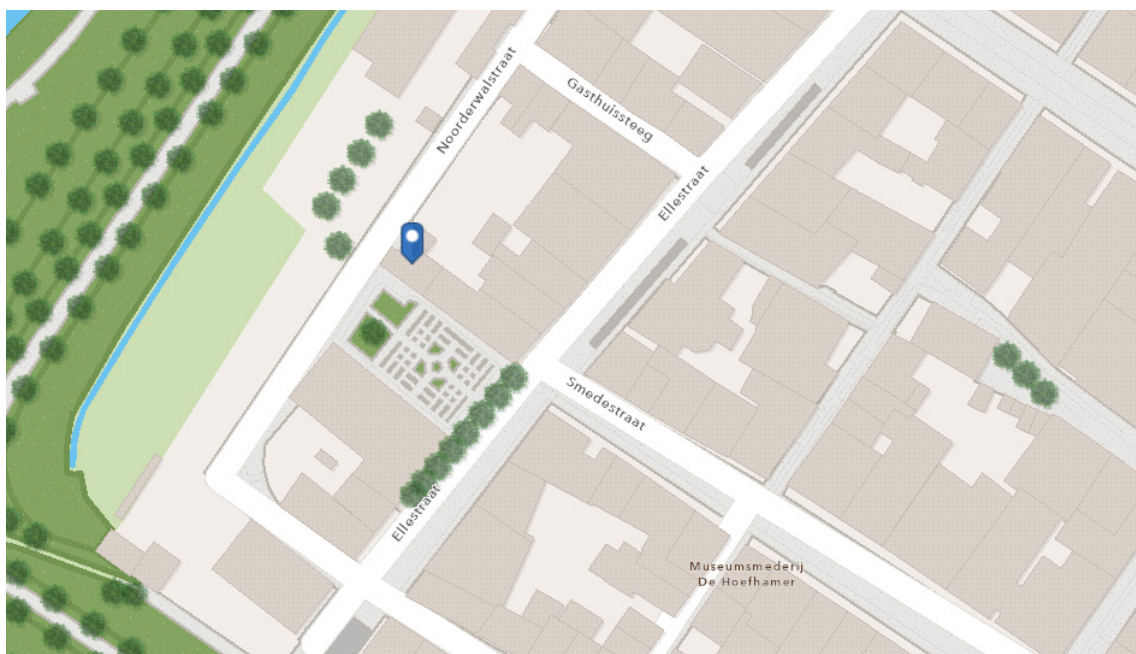 Noorderwalstraat
Gasthuissteeg
Ellestraat
Smedestraat
Ellestraat
Museumsmederij
De Hoefhamer